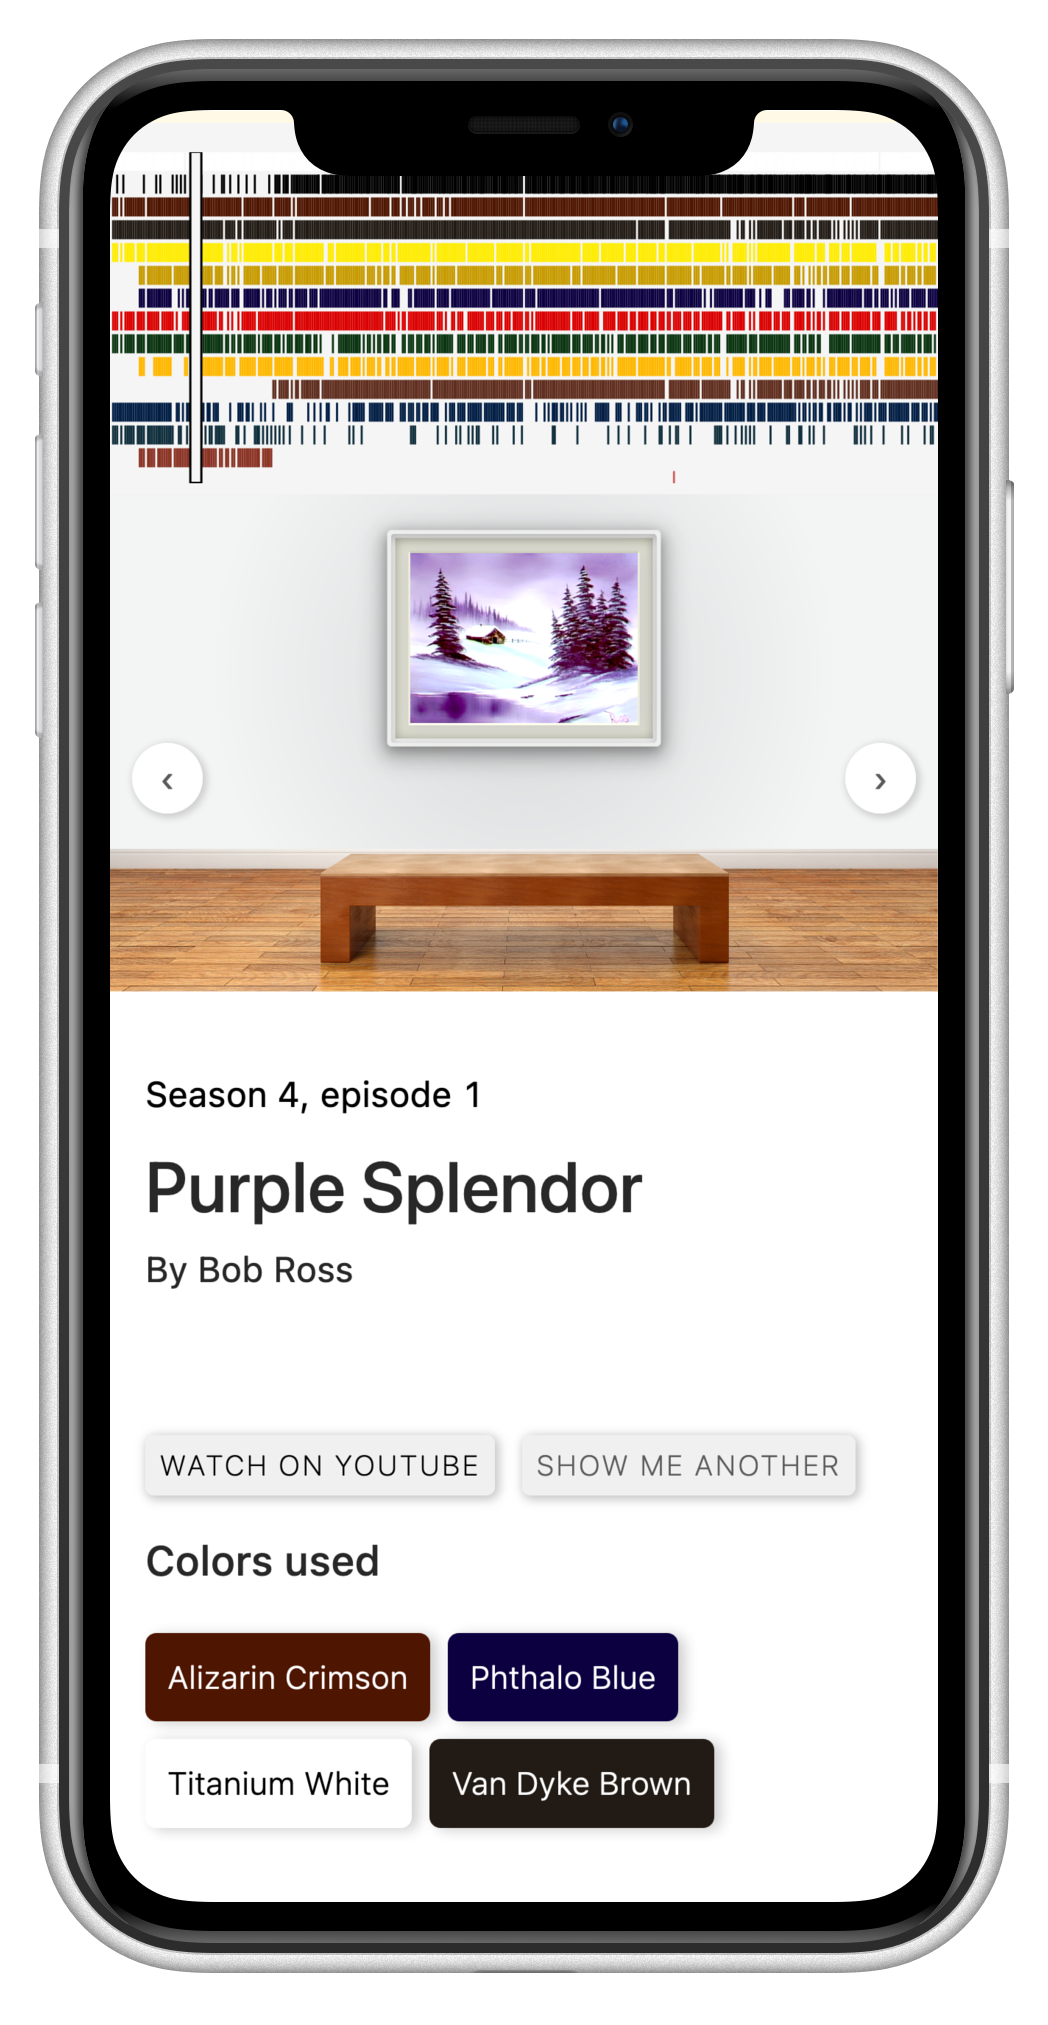 Season 4, episode 1
Purple Splendor
By Bob Ross
WATCH ON YOUTUBE SHOW ME ANOTHER
Colors used
Alizarin Crimson Phthalo Blue
Titanium White Van Dyke Brown